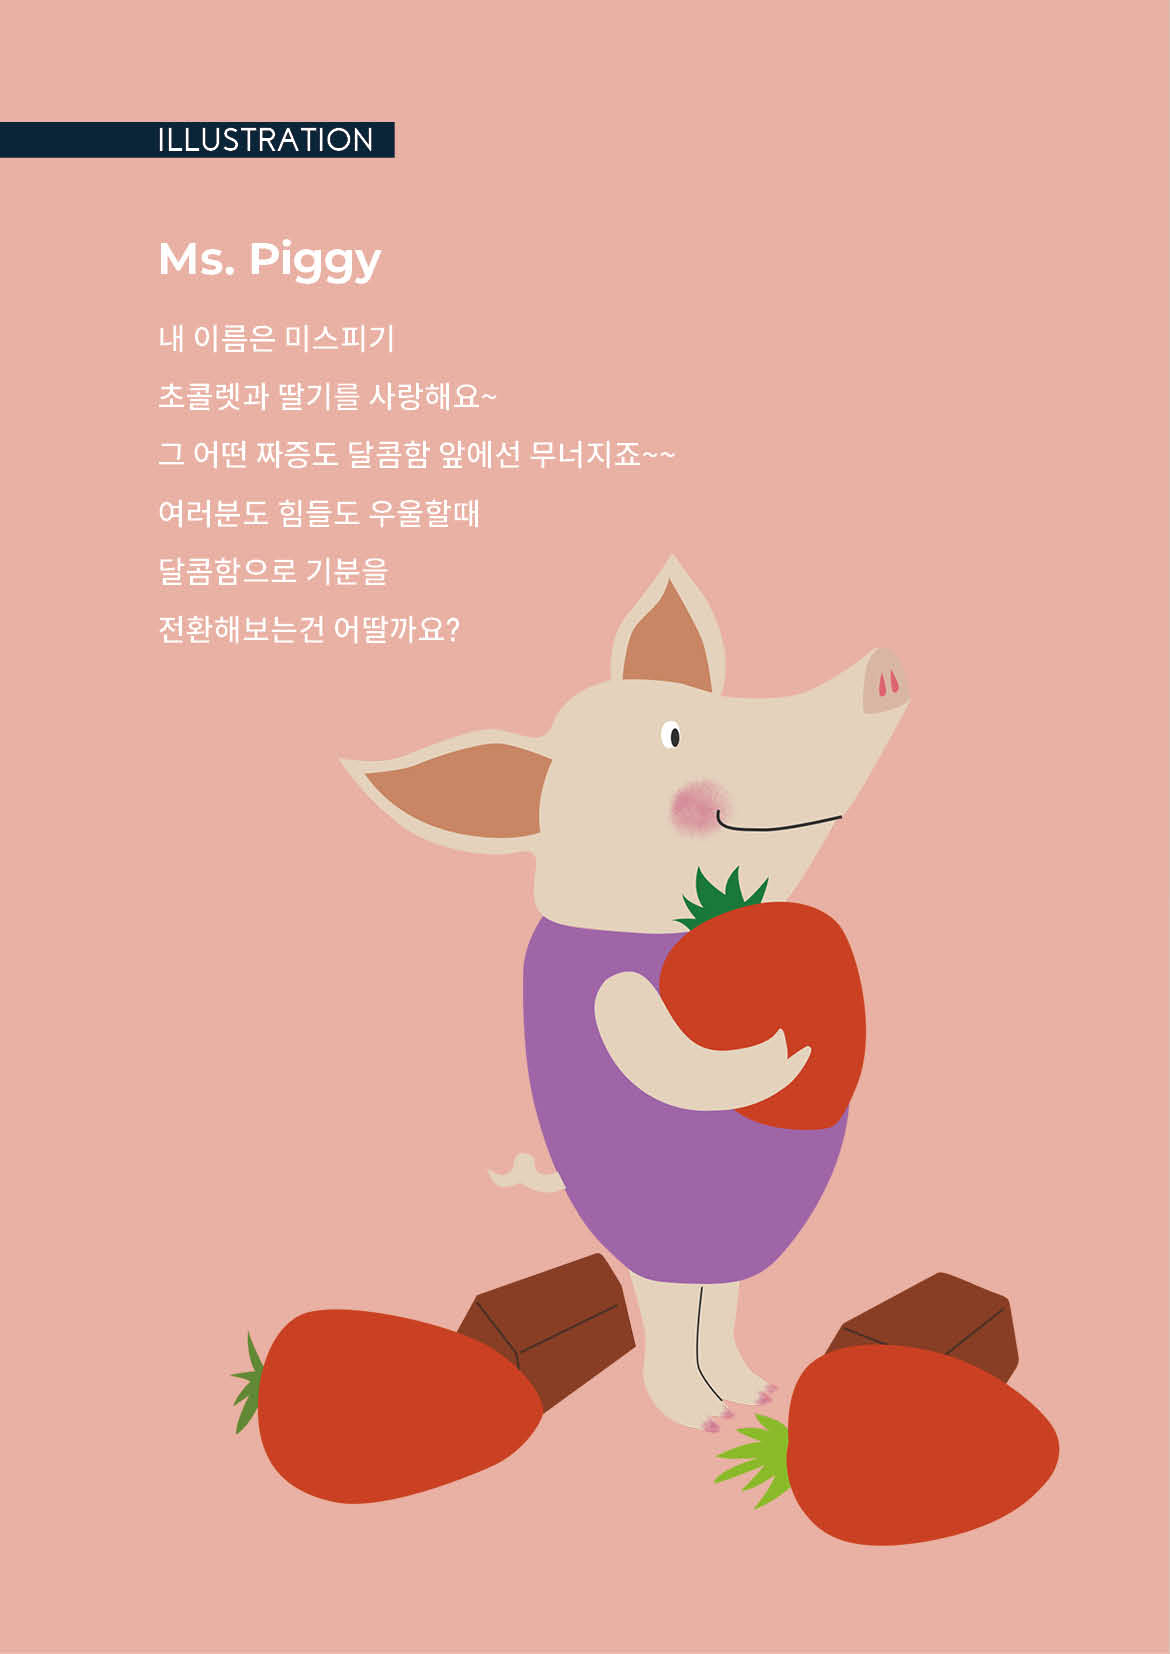 ILLUSTRATION
Ms. Piggy
내 이름은 미스피기
초콜렛과 딸기를 사랑해요~
그 어떤 짜증도 달콤함 앞에선 무너지죠~~
여러분도 힘들도 우울할때
달콤함으로 기분을
전환해보는건 어딸까요?